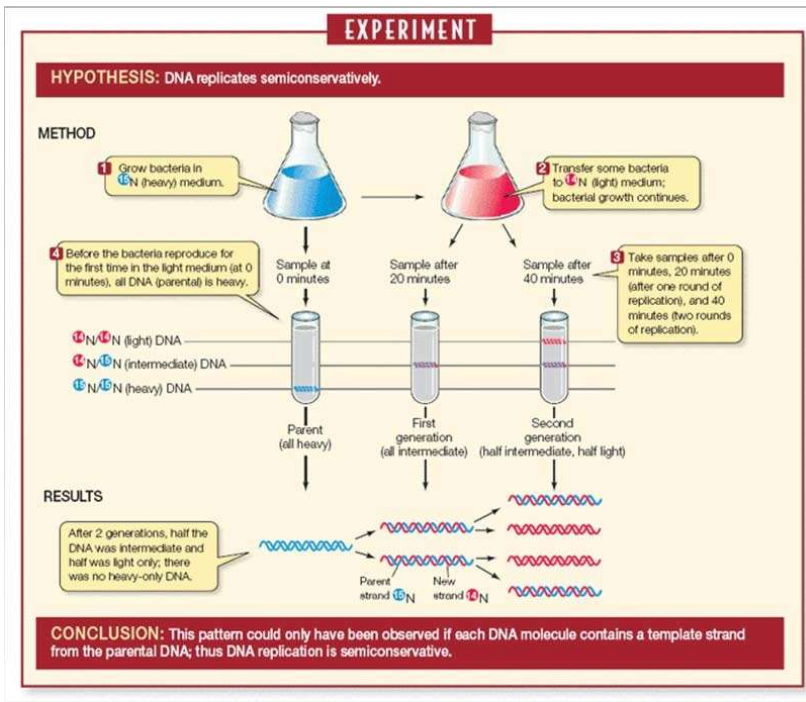 EXPERIMENT
HYPOTHESIS: DNA replicates semiconservatively.
METHOD
1 Grow bacteria in
15N (heavy) medium.
2 Transfer some bacteria
to 14N (light) medium;
bacterial growth continues.
4 Before the bacteria reproduce for
the first time in the light medium (at 0
minutes), all DNA (parental) is heavy.
Sample at
0 minutes
Sample after
20 minutes
Sample after
40 minutes
3 Take samples after 0
minutes, 20 minutes
(after one round of
replication), and 40
minutes (two rounds
of replication).
14N/14N (light) DNA
14N/15N (intermediate) DNA
15N/15N (heavy) DNA
Parent
(all heavy)
First
generation
(all intermediate)
Second
generation
(half intermediate, half light)
RESULTS
After 2 generations, half the
DNA was intermediate and
half was light only; there
was no heavy-only DNA.
Parent
strand 15N
New
strand 14N
CONCLUSION: This pattern could only have been observed if each DNA molecule contains a template strand
from the parental DNA; thus DNA replication is semiconservative.